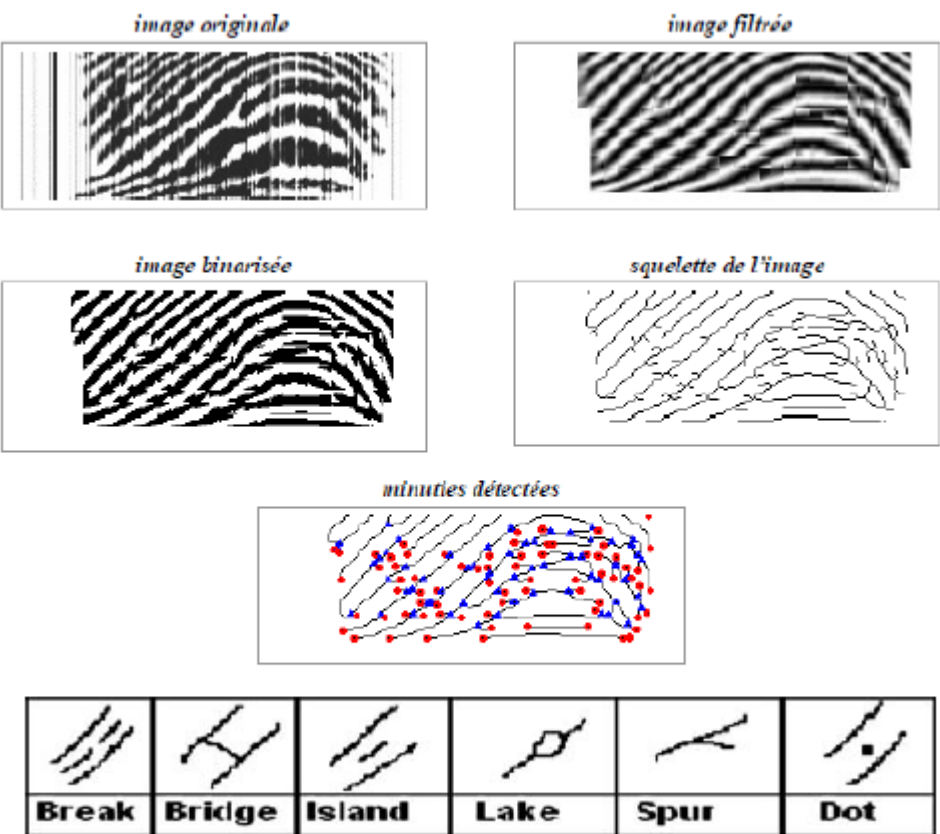 image originale
image filtrée
image binarisée
squelette de l'image
minuties détectées
Break Bridge Island Lake Spur Dot